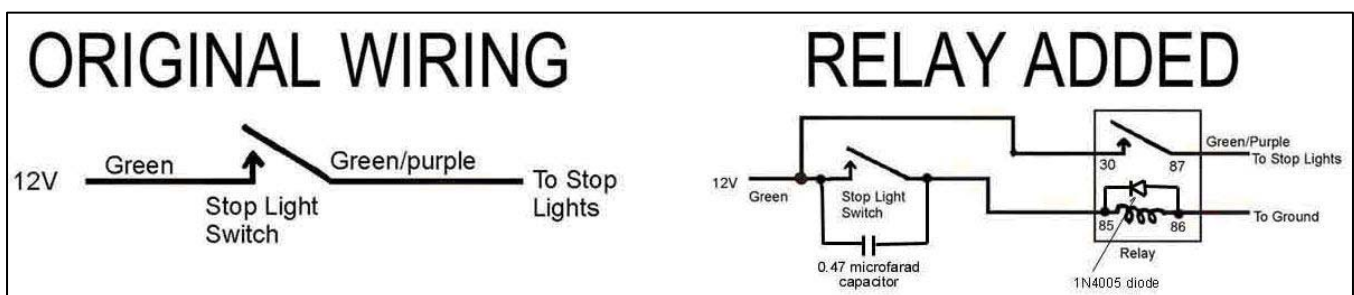 ORIGINAL WIRING
12V
Green
Green/purple
Stop Light
Switch
To Stop
Lights
RELAY ADDED
12V
Green
Stop Light
Switch
0.47 microfarad
capacitor
30
87
Green/Purple
To Stop Lights
85
86
To Ground
Relay
1N4005 diode